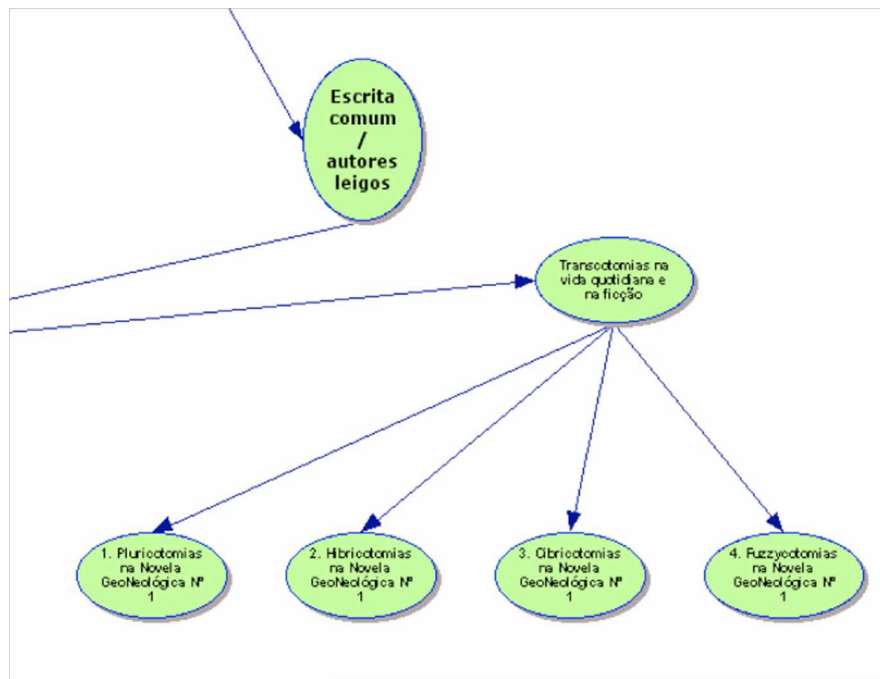 Escrita
comum
/
autores
leigos
Transcotomias na
vida quotidiana e
na ficção
1. Pluricotomias
na Novela
GeoNeológica Nº
1
2. Hibricotomias
na Novela
GeoNeológica Nº
1
3. Cibricotomias
na Novela
GeoNeológica Nº
1
4. Fuzzycotomias
na Novela
GeoNeológica Nº
1